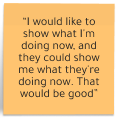 "I would like to
show what I'm
doing now, and
they could show
me what they're
doing now. That
would be good"